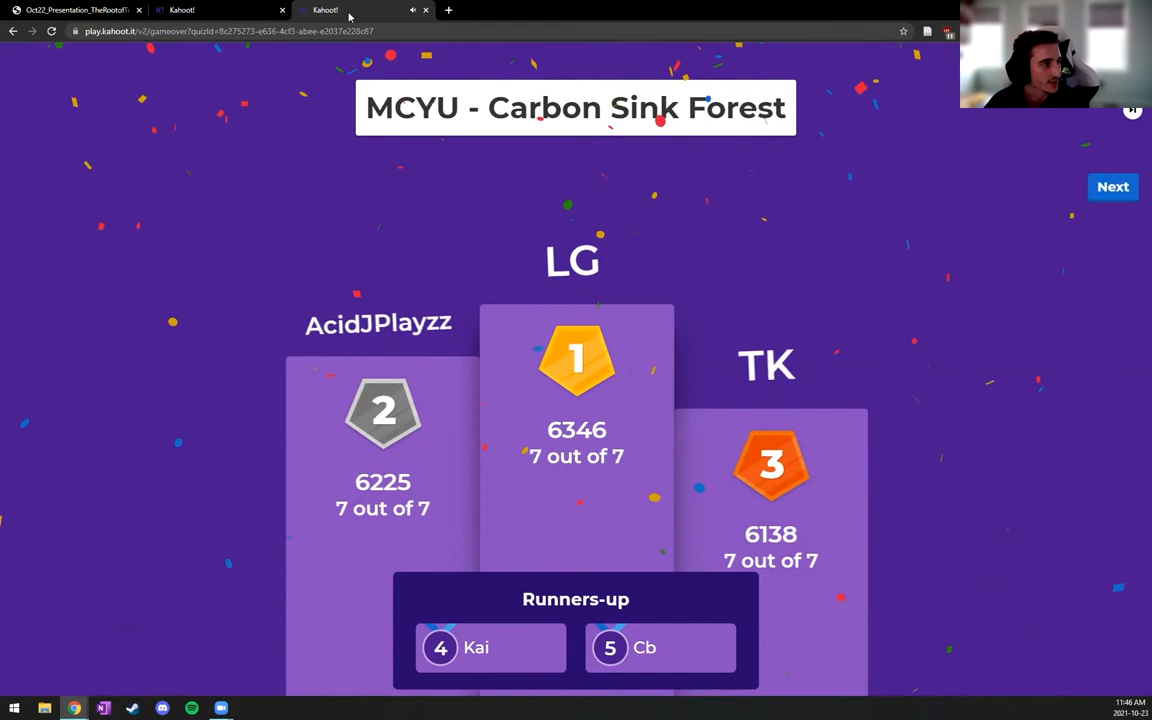 Oct22_Presentation_TheRootofT
Kahoot!
Kahoot!
play.kahoot.it/v2/gameover?quizId=8c275273-e636-4cf3-abee-e2037e228c87
11
MCYU - Carbon Sink Forest
Next
LG
AcidJPlayzz
TK
1
2
3
6346
7 out of 7
6225
7 out of 7
6138
7 out of 7
Runners-up
4 Kai
5 Cb
11:46 AM
2021-10-23